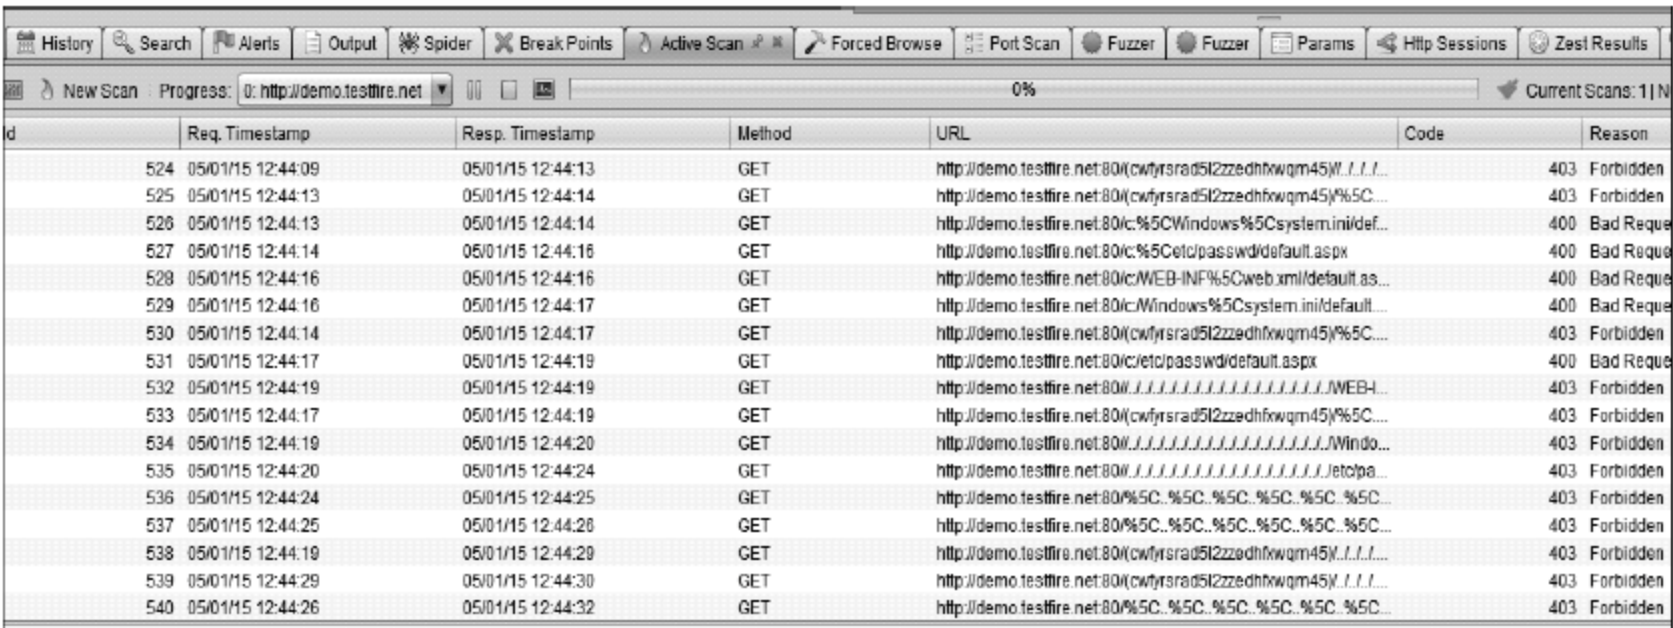 History Search Alerts Output Spider Break Points Active Scan Forced Browse Port Scan Fuzzer Fuzzer Params Http Sessions Zest Results
New Scan Progress: 0: http://demo.testfire.net 0% Current Scans: 1 | N
Id Req. Timestamp Resp. Timestamp Method URL Code Reason
524 05/01/15 12:44:09 05/01/15 12:44:13 GET http://demo.testfire.net:80/(cwfyrsrad5l2zzedhfxwqm45)//../../../... 403 Forbidden
525 05/01/15 12:44:13 05/01/15 12:44:14 GET http://demo.testfire.net:80/(cwfyrsrad5l2zzedhfxwqm45)/%5C.... 403 Forbidden
526 05/01/15 12:44:13 05/01/15 12:44:14 GET http://demo.testfire.net:80/c:%5CWindows%5Csystem.ini/def... 400 Bad Reque
527 05/01/15 12:44:14 05/01/15 12:44:16 GET http://demo.testfire.net:80/c:%5Cetc/passwd/default.aspx 400 Bad Reque
528 05/01/15 12:44:16 05/01/15 12:44:16 GET http://demo.testfire.net:80/c:/WEB-INF%5Cweb.xml/default.as... 400 Bad Reque
529 05/01/15 12:44:16 05/01/15 12:44:17 GET http://demo.testfire.net:80/c:/Windows%5Csystem.ini/default.... 400 Bad Reque
530 05/01/15 12:44:14 05/01/15 12:44:17 GET http://demo.testfire.net:80/(cwfyrsrad5l2zzedhfxwqm45)/%5C.... 403 Forbidden
531 05/01/15 12:44:17 05/01/15 12:44:19 GET http://demo.testfire.net:80/c:/etc/passwd/default.aspx 400 Bad Reque
532 05/01/15 12:44:19 05/01/15 12:44:19 GET http://demo.testfire.net:80//../../../../../../../../../../../../../../../../WEB-I... 403 Forbidden
533 05/01/15 12:44:17 05/01/15 12:44:19 GET http://demo.testfire.net:80/(cwfyrsrad5l2zzedhfxwqm45)/%5C.... 403 Forbidden
534 05/01/15 12:44:19 05/01/15 12:44:20 GET http://demo.testfire.net:80//../../../../../../../../../../../../../../../../Windo... 403 Forbidden
535 05/01/15 12:44:20 05/01/15 12:44:24 GET http://demo.testfire.net:80//../../../../../../../../../../../../../../../../etc/pa... 403 Forbidden
536 05/01/15 12:44:24 05/01/15 12:44:25 GET http://demo.testfire.net:80/%5C..%5C..%5C..%5C..%5C..%5C... 403 Forbidden
537 05/01/15 12:44:25 05/01/15 12:44:26 GET http://demo.testfire.net:80/%5C..%5C..%5C..%5C..%5C..%5C... 403 Forbidden
538 05/01/15 12:44:19 05/01/15 12:44:29 GET http://demo.testfire.net:80/(cwfyrsrad5l2zzedhfxwqm45)//../../../... 403 Forbidden
539 05/01/15 12:44:29 05/01/15 12:44:30 GET http://demo.testfire.net:80/(cwfyrsrad5l2zzedhfxwqm45)//../../../... 403 Forbidden
540 05/01/15 12:44:26 05/01/15 12:44:32 GET http://demo.testfire.net:80/%5C..%5C..%5C..%5C..%5C..%5C... 403 Forbidden